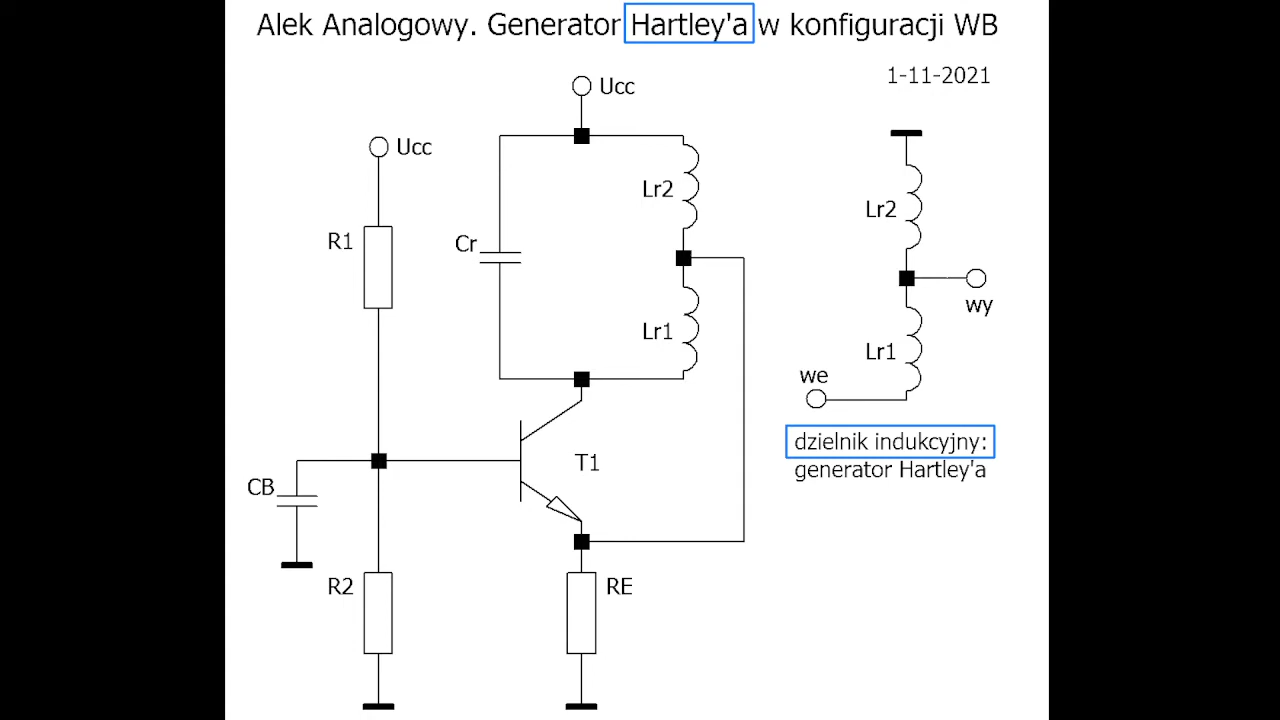 Alek Analogowy. Generator Hartley'a w konfiguracji WB
1-11-2021
Ucc
Ucc
R1
Cr
Lr2
Lr1
Lr2
wy
Lr1
we
dzielnik indukcyjny:
generator Hartley'a
T1
CB
R2
RE